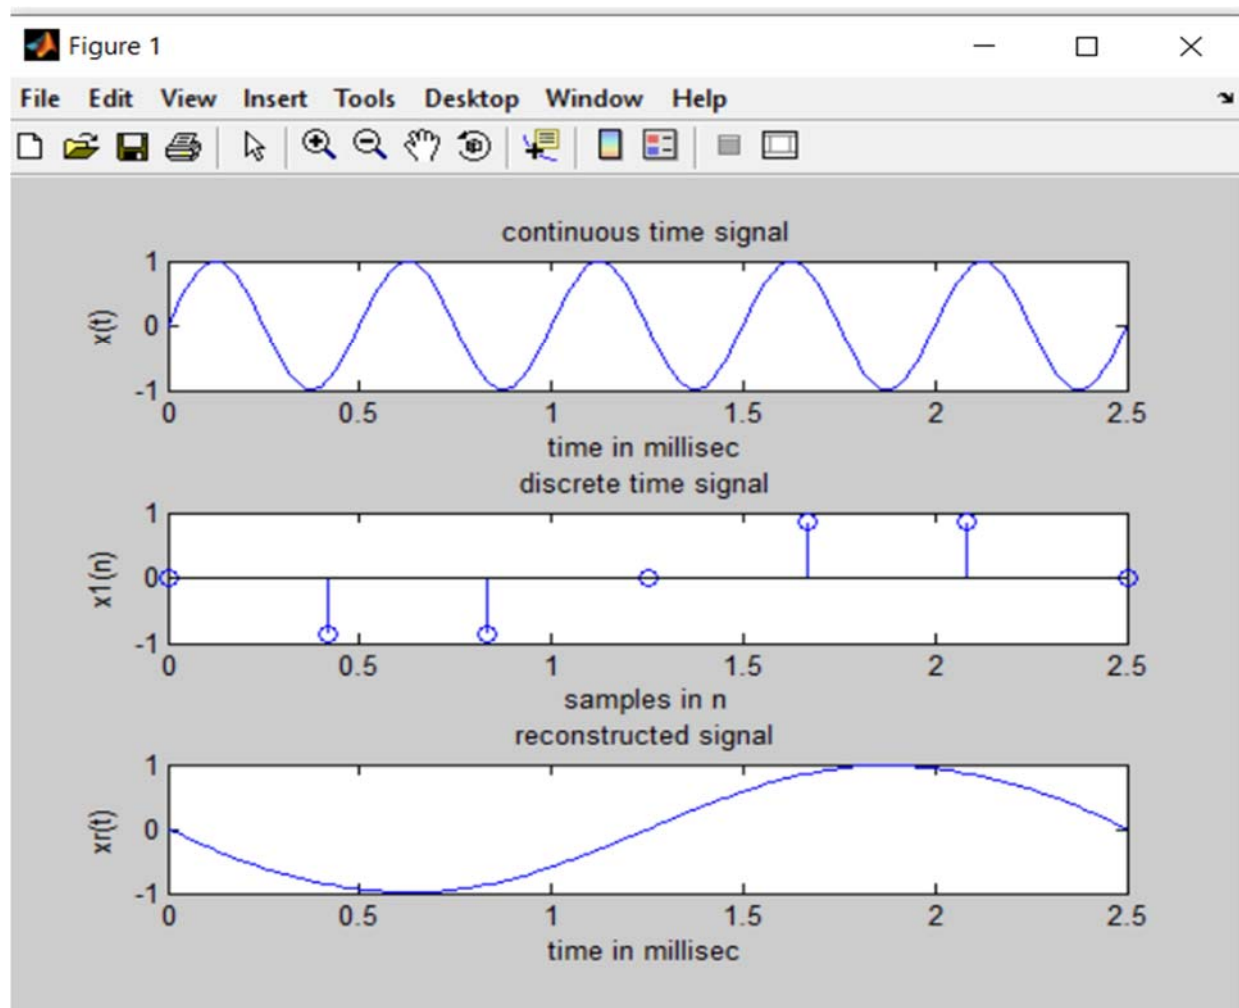 Figure 1
File Edit View Insert Tools Desktop Window Help
continuous time signal
1
0
-1
x(t)
0 0.5 1 1.5 2 2.5
time in millisec
discrete time signal
1
0
-1
x1(n)
0 0.5 1 1.5 2 2.5
samples in n
reconstructed signal
1
0
-1
xr(t)
0 0.5 1 1.5 2 2.5
time in millisec